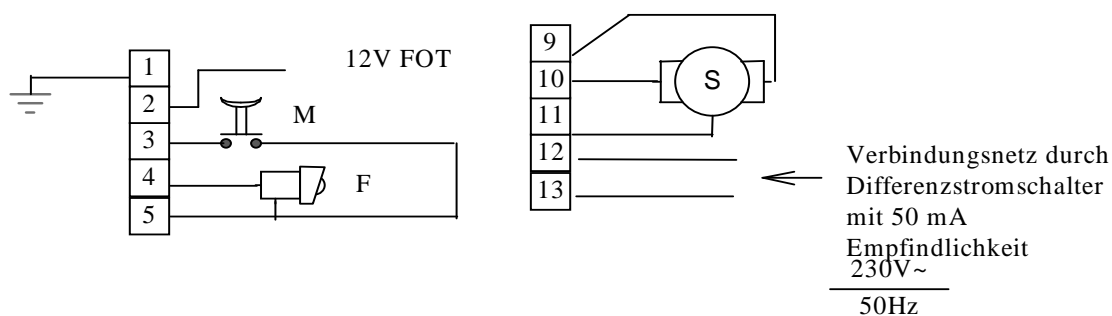 1
2
3
4
5
12V FOT
M
F
9
10
11
12
13
S
Verbindungsnetz durch
Differenzstromschalter
mit 50 mA
Empfindlichkeit
230V~
50Hz